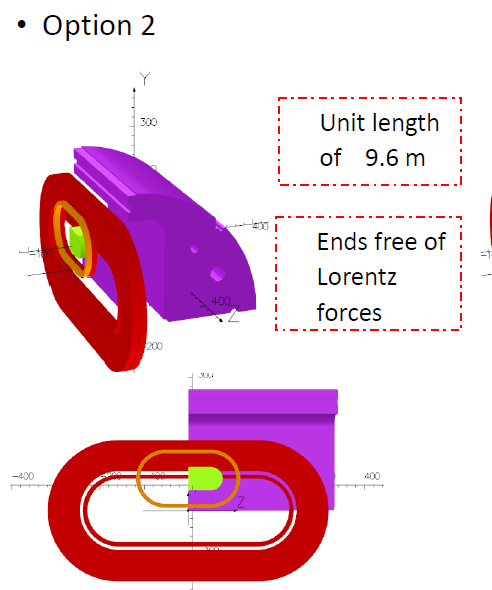 • Option 2
Y
300
Unit length
of 9.6 m
400
Ends free of
Lorentz
forces
400
Z
200
300
-400
400
Z